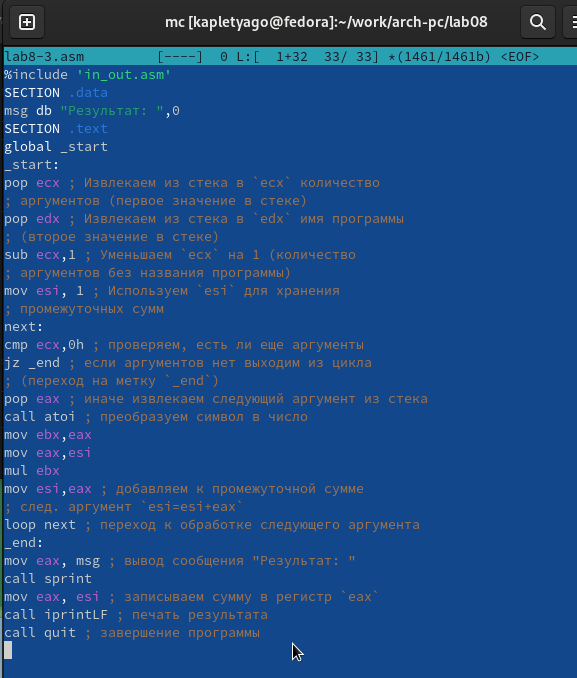 mc [kapletyago@fedora]:~/work/arch-pc/lab08
lab8-3.asm [----] 0 L:[ 1+32 33/ 33] *(1461/1461b) <EOF>
%include 'in_out.asm'
SECTION .data
msg db "Результат: ",0
SECTION .text
global _start
_start:
pop ecx ; Извлекаем из стека в `ecx` количество
; аргументов (первое значение в стеке)
pop edx ; Извлекаем из стека в `edx` имя программы
; (второе значение в стеке)
sub ecx,1 ; Уменьшаем `ecx` на 1 (количество
; аргументов без названия программы)
mov esi, 1 ; Используем `esi` для хранения
; промежуточных сумм
next:
cmp ecx,0h ; проверяем, есть ли еще аргументы
jz _end ; если аргументов нет выходим из цикла
; (переход на метку `_end`)
pop eax ; иначе извлекаем следующий аргумент из стека
call atoi ; преобразуем символ в число
mov ebx,eax
mov eax,esi
mul ebx
mov esi,eax ; добавляем к промежуточной сумме
; след. аргумент `esi=esi+eax`
loop next ; переход к обработке следующего аргумента
_end:
mov eax, msg ; вывод сообщения "Результат: "
call sprint
mov eax, esi ; записываем сумму в регистр `eax`
call iprintLF ; печать результата
call quit ; завершение программы